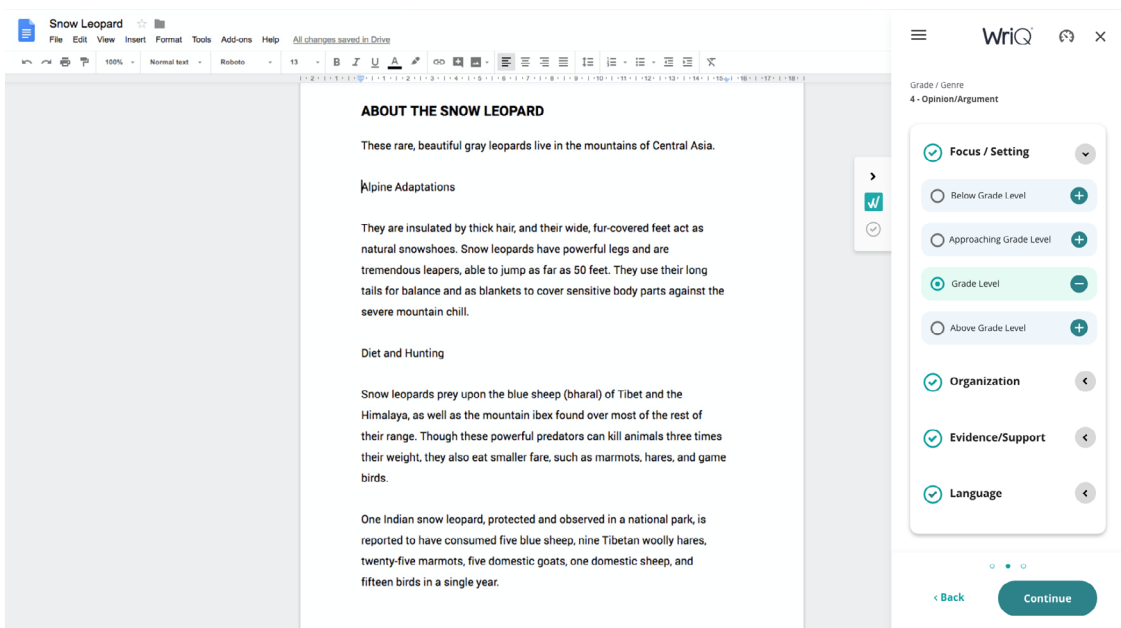 Snow Leopard
File Edit View Insert Format Tools Add-ons Help All changes saved in Drive
100% Normal text Roboto 13 B I U A
ABOUT THE SNOW LEOPARD
These rare, beautiful gray leopards live in the mountains of Central Asia.
Alpine Adaptations
They are insulated by thick hair, and their wide, fur-covered feet act as
natural snowshoes. Snow leopards have powerful legs and are
tremendous leapers, able to jump as far as 50 feet. They use their long
tails for balance and as blankets to cover sensitive body parts against the
severe mountain chill.
Diet and Hunting
Snow leopards prey upon the blue sheep (bharal) of Tibet and the
Himalaya, as well as the mountain ibex found over most of the rest of
their range. Though these powerful predators can kill animals three times
their weight, they also eat smaller fare, such as marmots, hares, and game
birds.
One Indian snow leopard, protected and observed in a national park, is
reported to have consumed five blue sheep, nine Tibetan woolly hares,
twenty-five marmots, five domestic goats, one domestic sheep, and
fifteen birds in a single year.
WriQ
Grade / Genre
4 - Opinion/Argument
Focus / Setting
Below Grade Level
Approaching Grade Level
Grade Level
Above Grade Level
Organization
Evidence/Support
Language
< Back
Continue